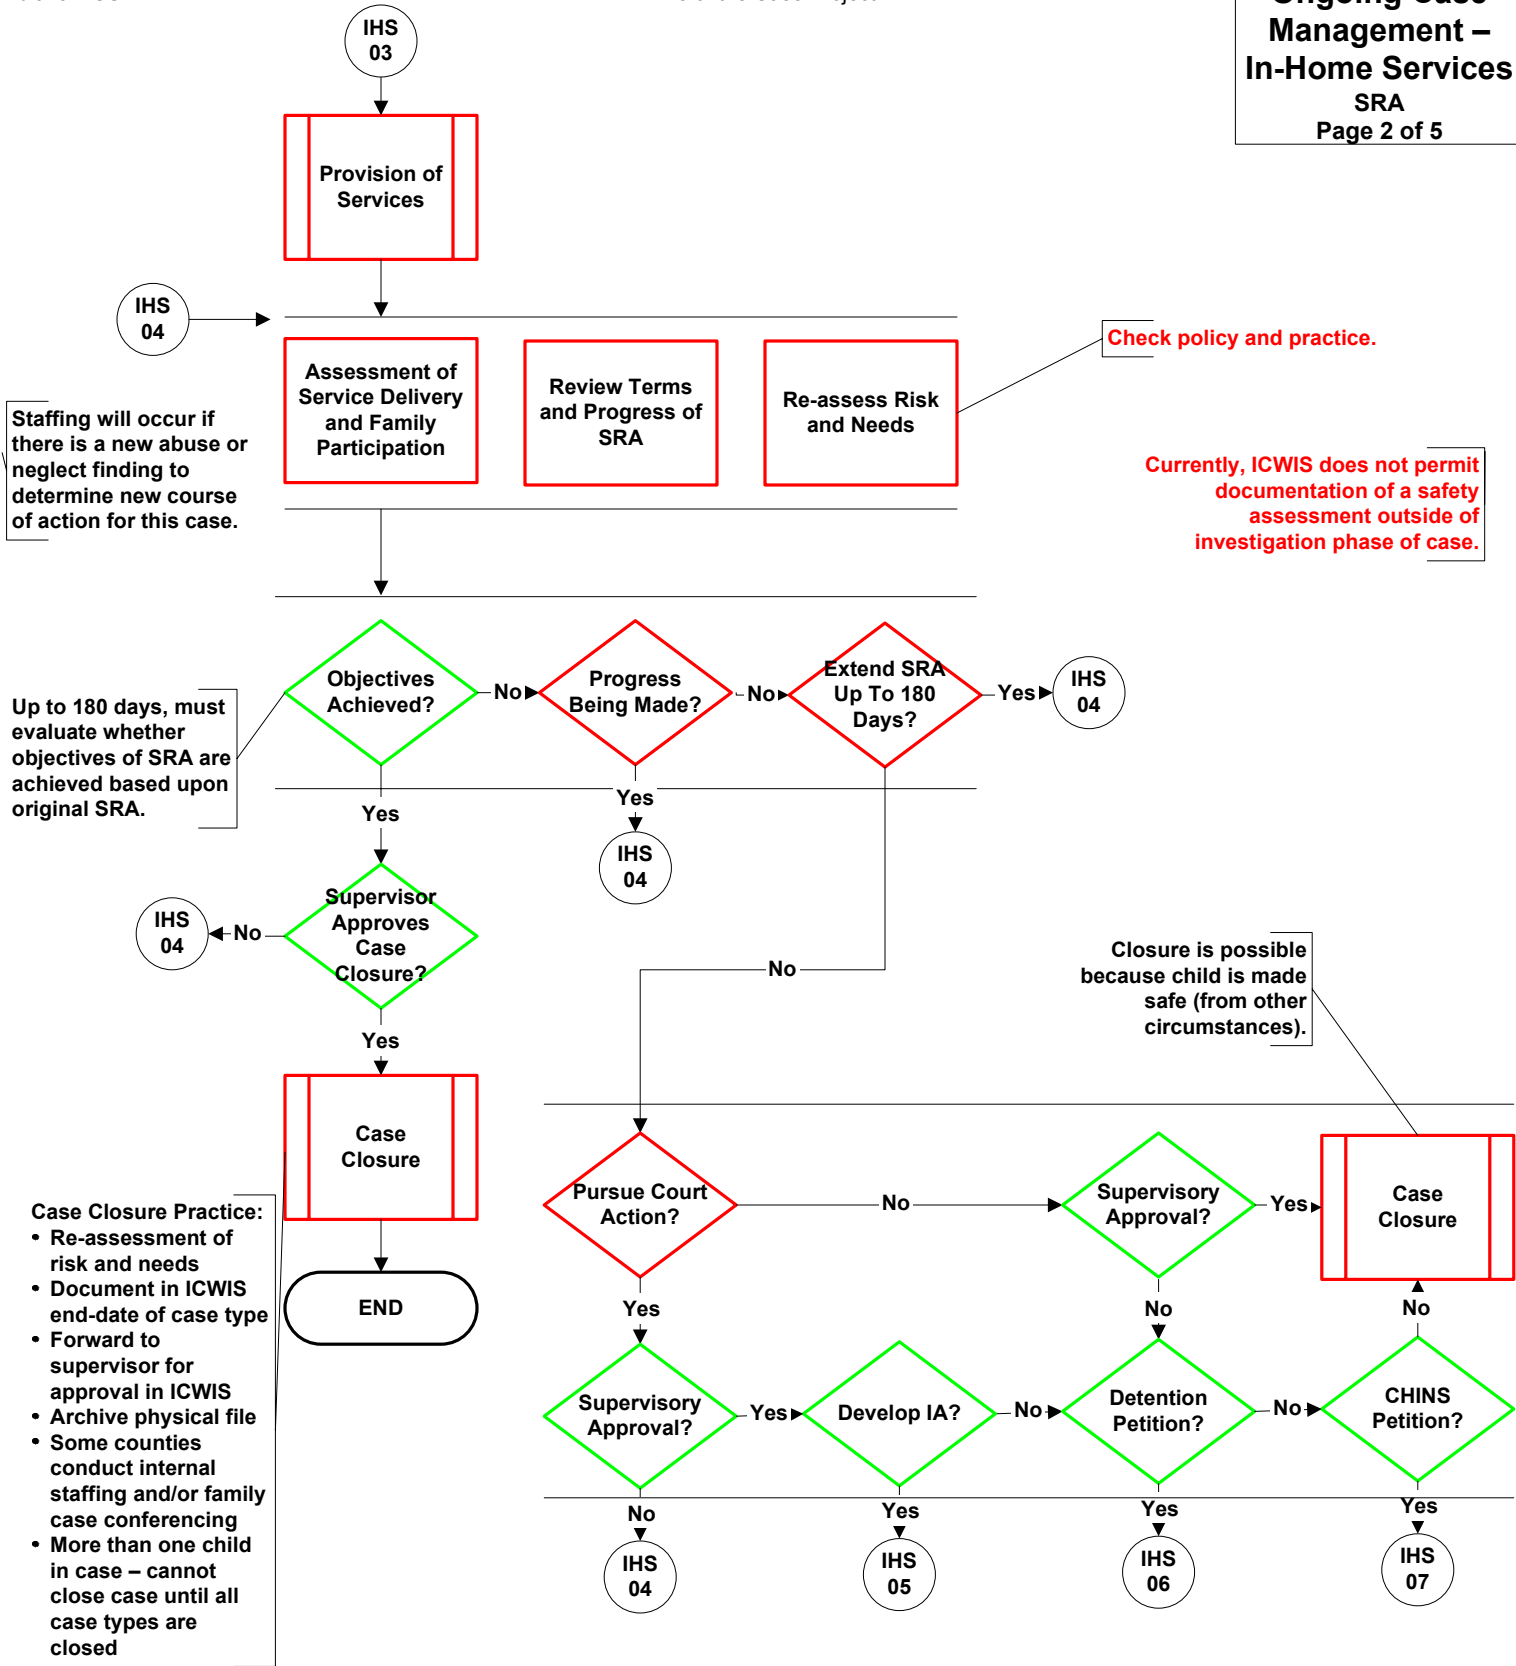 Management –
In-Home Services
SRA
Page 2 of 5
IHS
03
Provision of
Services
IHS
04
Assessment of
Service Delivery
and Family
Participation
Review Terms
and Progress of
SRA
Re-assess Risk
and Needs
Check policy and practice.
Staffing will occur if
there is a new abuse or
neglect finding to
determine new course
of action for this case.
Currently, ICWIS does not permit
documentation of a safety
assessment outside of
investigation phase of case.
Objectives
Achieved?
No
Progress
Being Made?
No
Extend SRA
Up To 180
Days?
Yes
IHS
04
Up to 180 days, must
evaluate whether
objectives of SRA are
achieved based upon
original SRA.
Yes
Yes
IHS
04
Supervisor
Approves
Case
Closure?
No
IHS
04
No
Closure is possible
because child is made
safe (from other
circumstances).
Yes
Case
Closure
Pursue Court
Action?
No
Supervisory
Approval?
Yes
Case
Closure
Case Closure Practice:
• Re-assessment of
risk and needs
• Document in ICWIS
end-date of case type
• Forward to
supervisor for
approval in ICWIS
• Archive physical file
• Some counties
conduct internal
staffing and/or family
case conferencing
• More than one child
in case – cannot
close case until all
case types are
closed
END
Yes
No
No
Supervisory
Approval?
Yes
Develop IA?
No
Detention
Petition?
No
CHINS
Petition?
No
Yes
Yes
Yes
IHS
04
IHS
05
IHS
06
IHS
07